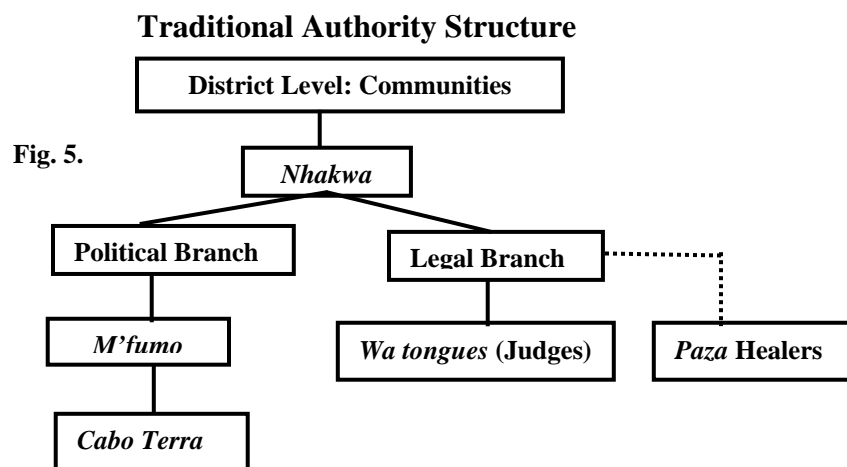 Traditional Authority Structure
District Level: Communities
Fig. 5.
Nhakwa
Political Branch
Legal Branch
M’fumo
Wa tongues (Judges)
Paza Healers
Cabo Terra